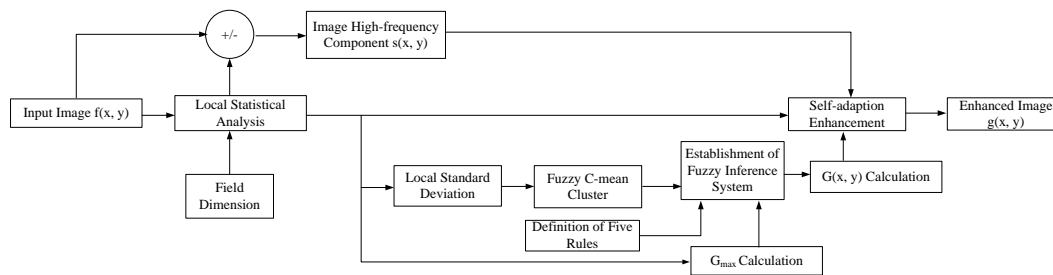 +/-
Image High-frequency
Component s(x, y)
Input Image f(x, y)
Local Statistical
Analysis
Self-adaption
Enhancement
Enhanced Image
g(x, y)
Field
Dimension
Local Standard
Deviation
Fuzzy C-mean
Cluster
Establishment of
Fuzzy Inference
System
G(x, y) Calculation
Definition of Five
Rules
Gmax Calculation